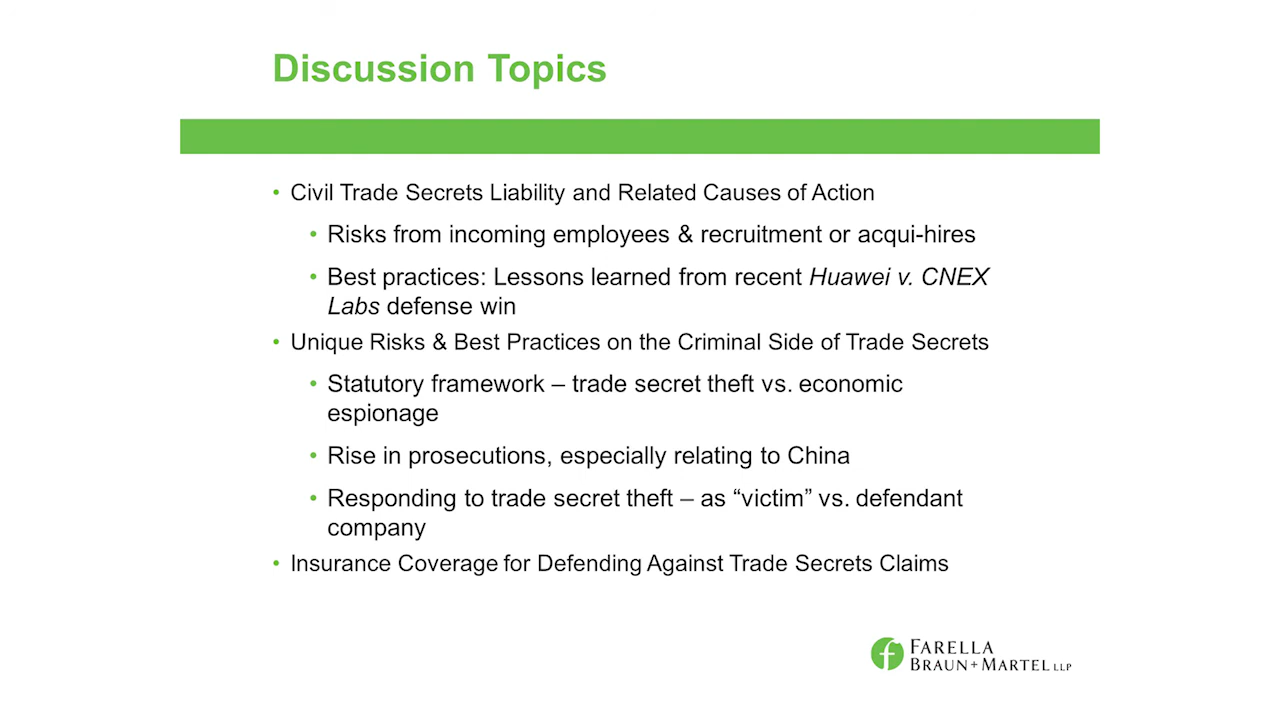 Discussion Topics
• Civil Trade Secrets Liability and Related Causes of Action
• Risks from incoming employees & recruitment or acqui-hires
• Best practices: Lessons learned from recent Huawei v. CNEX
Labs defense win
• Unique Risks & Best Practices on the Criminal Side of Trade Secrets
• Statutory framework – trade secret theft vs. economic
espionage
• Rise in prosecutions, especially relating to China
• Responding to trade secret theft – as “victim” vs. defendant
company
• Insurance Coverage for Defending Against Trade Secrets Claims
f
FARELLA
BRAUN+MARTEL LLP